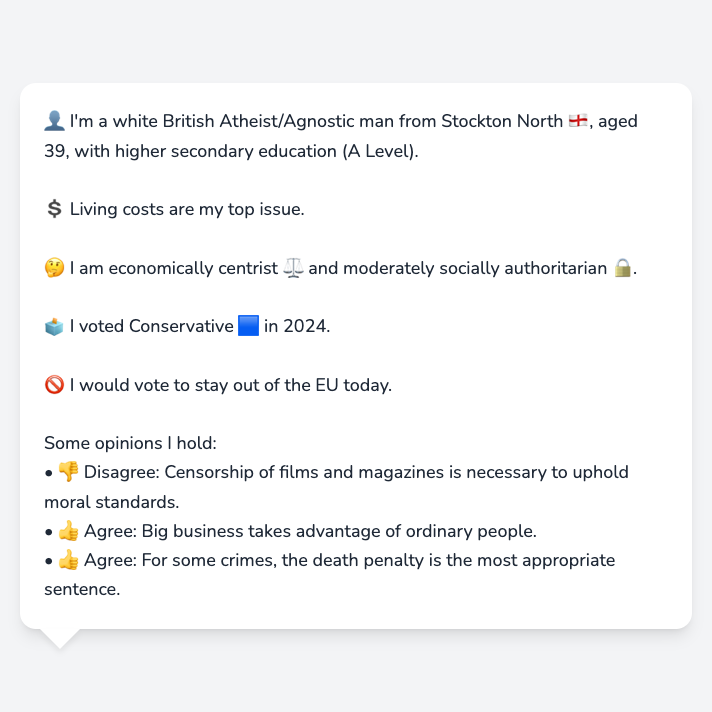 👤 I'm a white British Atheist/Agnostic man from Stockton North 🏴󠁧󠁢󠁥󠁮󠁧󠁿, aged
39, with higher secondary education (A Level).
💲 Living costs are my top issue.
🤔 I am economically centrist ⚖️ and moderately socially authoritarian 🔒.
🗳️ I voted Conservative 🟦 in 2024.
🚫 I would vote to stay out of the EU today.
Some opinions I hold:
• 👎 Disagree: Censorship of films and magazines is necessary to uphold
moral standards.
• 👍 Agree: Big business takes advantage of ordinary people.
• 👍 Agree: For some crimes, the death penalty is the most appropriate
sentence.